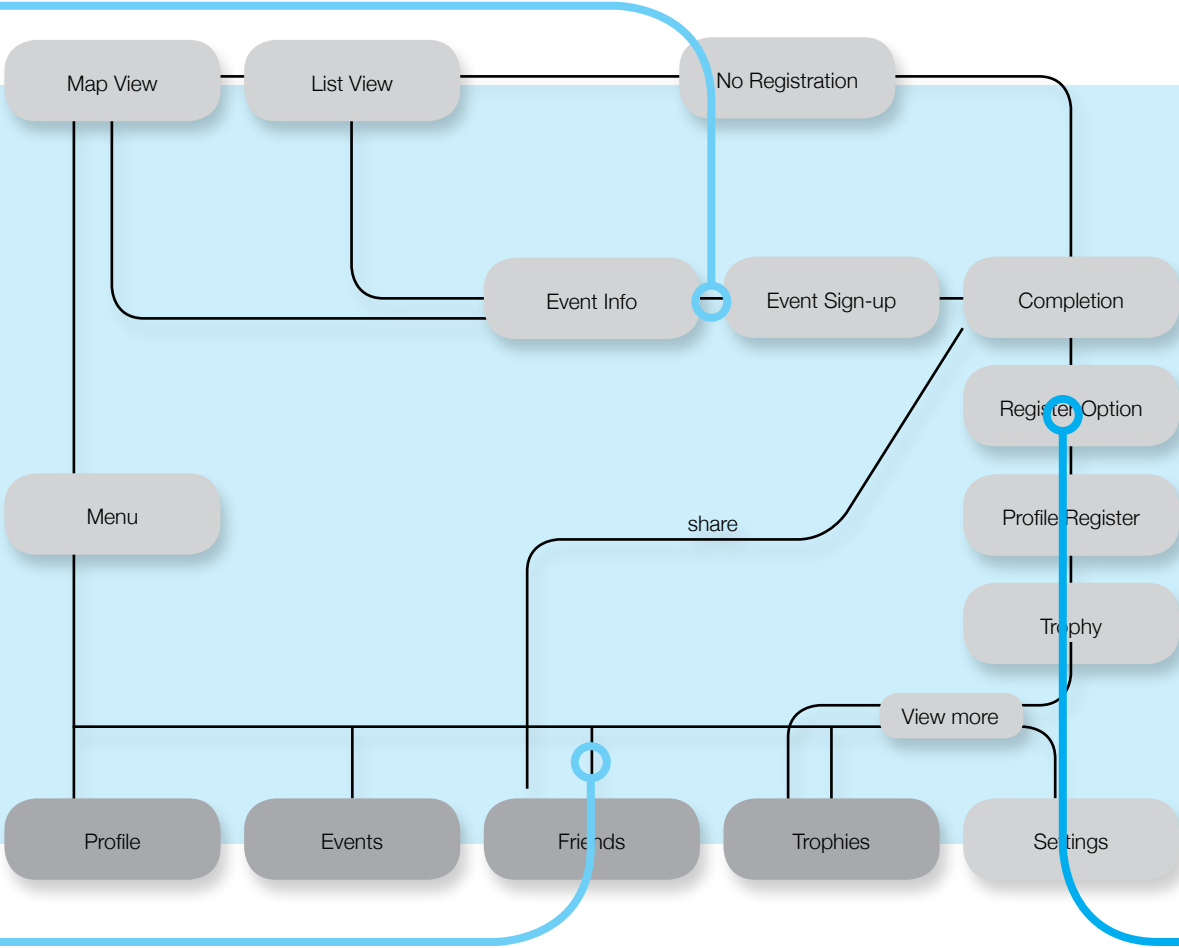 Map View
List View
No Registration
Event Info
Event Sign-up
Completion
Register Option
Menu
share
Profile Register
Trophy
View more
Profile
Events
Friends
Trophies
Settings